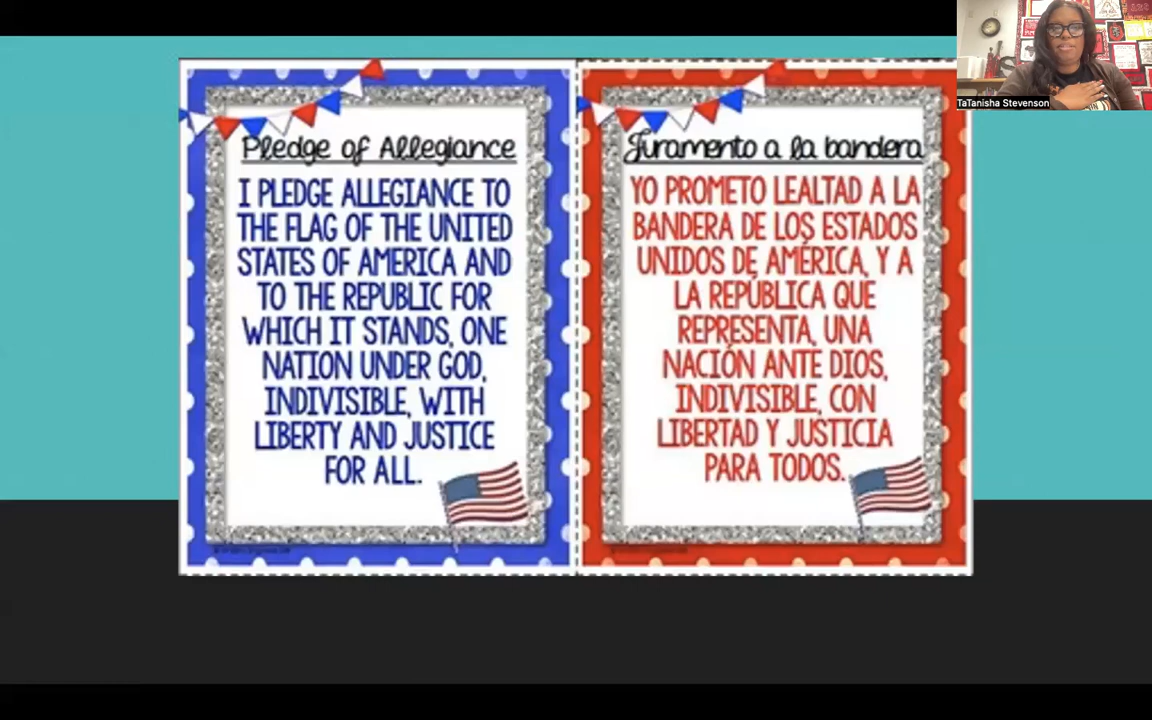 Pledge of Allegiance
I PLEDGE ALLEGIANCE TO
THE FLAG OF THE UNITED
STATES OF AMERICA AND
TO THE REPUBLIC FOR
WHICH IT STANDS, ONE
NATION UNDER GOD,
INDIVISIBLE, WITH
LIBERTY AND JUSTICE
FOR ALL.
Juramento a la bandera
YO PROMETO LEALTAD A LA
BANDERA DE LOS ESTADOS
UNIDOS DE AMÉRICA, Y A
LA REPÚBLICA QUE
REPRESENTA, UNA
NACIÓN ANTE DIOS,
INDIVISIBLE, CON
LIBERTAD Y JUSTICIA
PARA TODOS.
TaTanisha Stevenson